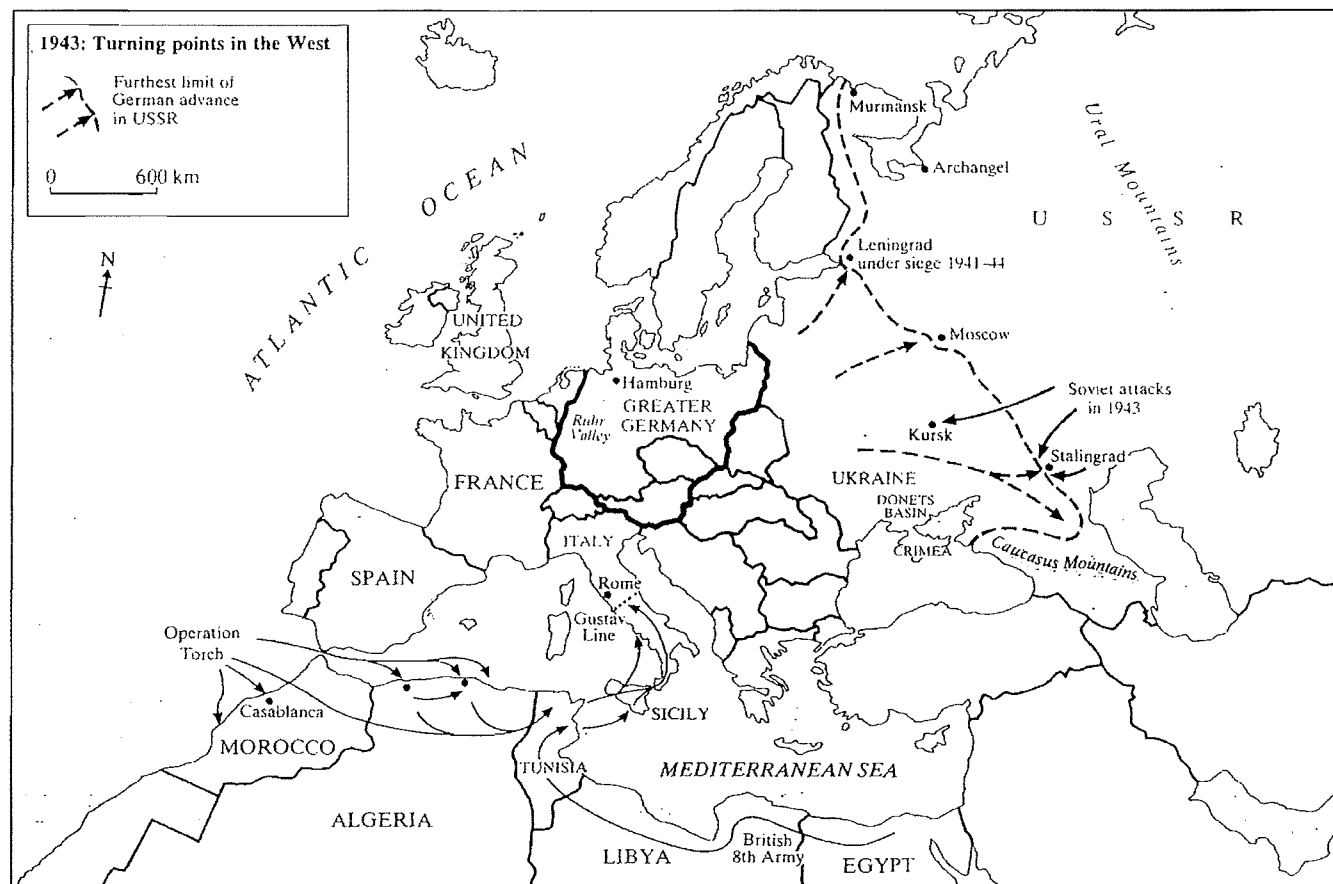 1943: Turning points in the West
Furthest limit of
German advance
in USSR
0 600 km
N
ATLANTIC OCEAN
Murmansk
Archangel
Ural Mountains
U S S R
Leningrad
under siege 1941–44
UNITED
KINGDOM
Moscow
Hamburg
GREATER
GERMANY
Ruhr
Valley
Soviet attacks
in 1943
Kursk
Stalingrad
FRANCE
UKRAINE
DONETS
BASIN
CRIMEA
Caucasus Mountains
ITALY
SPAIN
Rome
Gustav
Line
Operation
Torch
Casablanca
SICILY
MOROCCO
TUNISIA
MEDITERRANEAN SEA
ALGERIA
British
8th Army
LIBYA
EGYPT